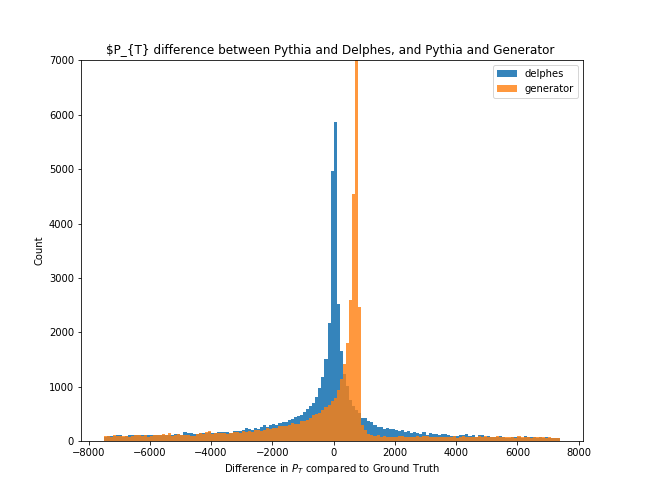 $P_{T} difference between Pythia and Delphes, and Pythia and Generator
7000
6000
5000
4000
3000
2000
1000
0
Count
delphes
generator
−8000 −6000 −4000 −2000 0 2000 4000 6000 8000
Difference in P_T compared to Ground Truth